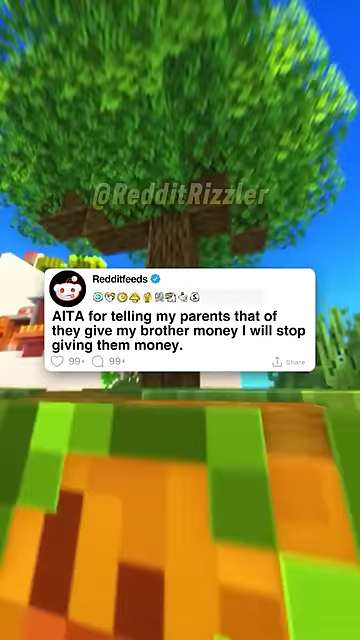 @RedditRizzler
Redditfeeds
AITA for telling my parents that of
they give my brother money I will stop
giving them money.
99+ 99+ Share